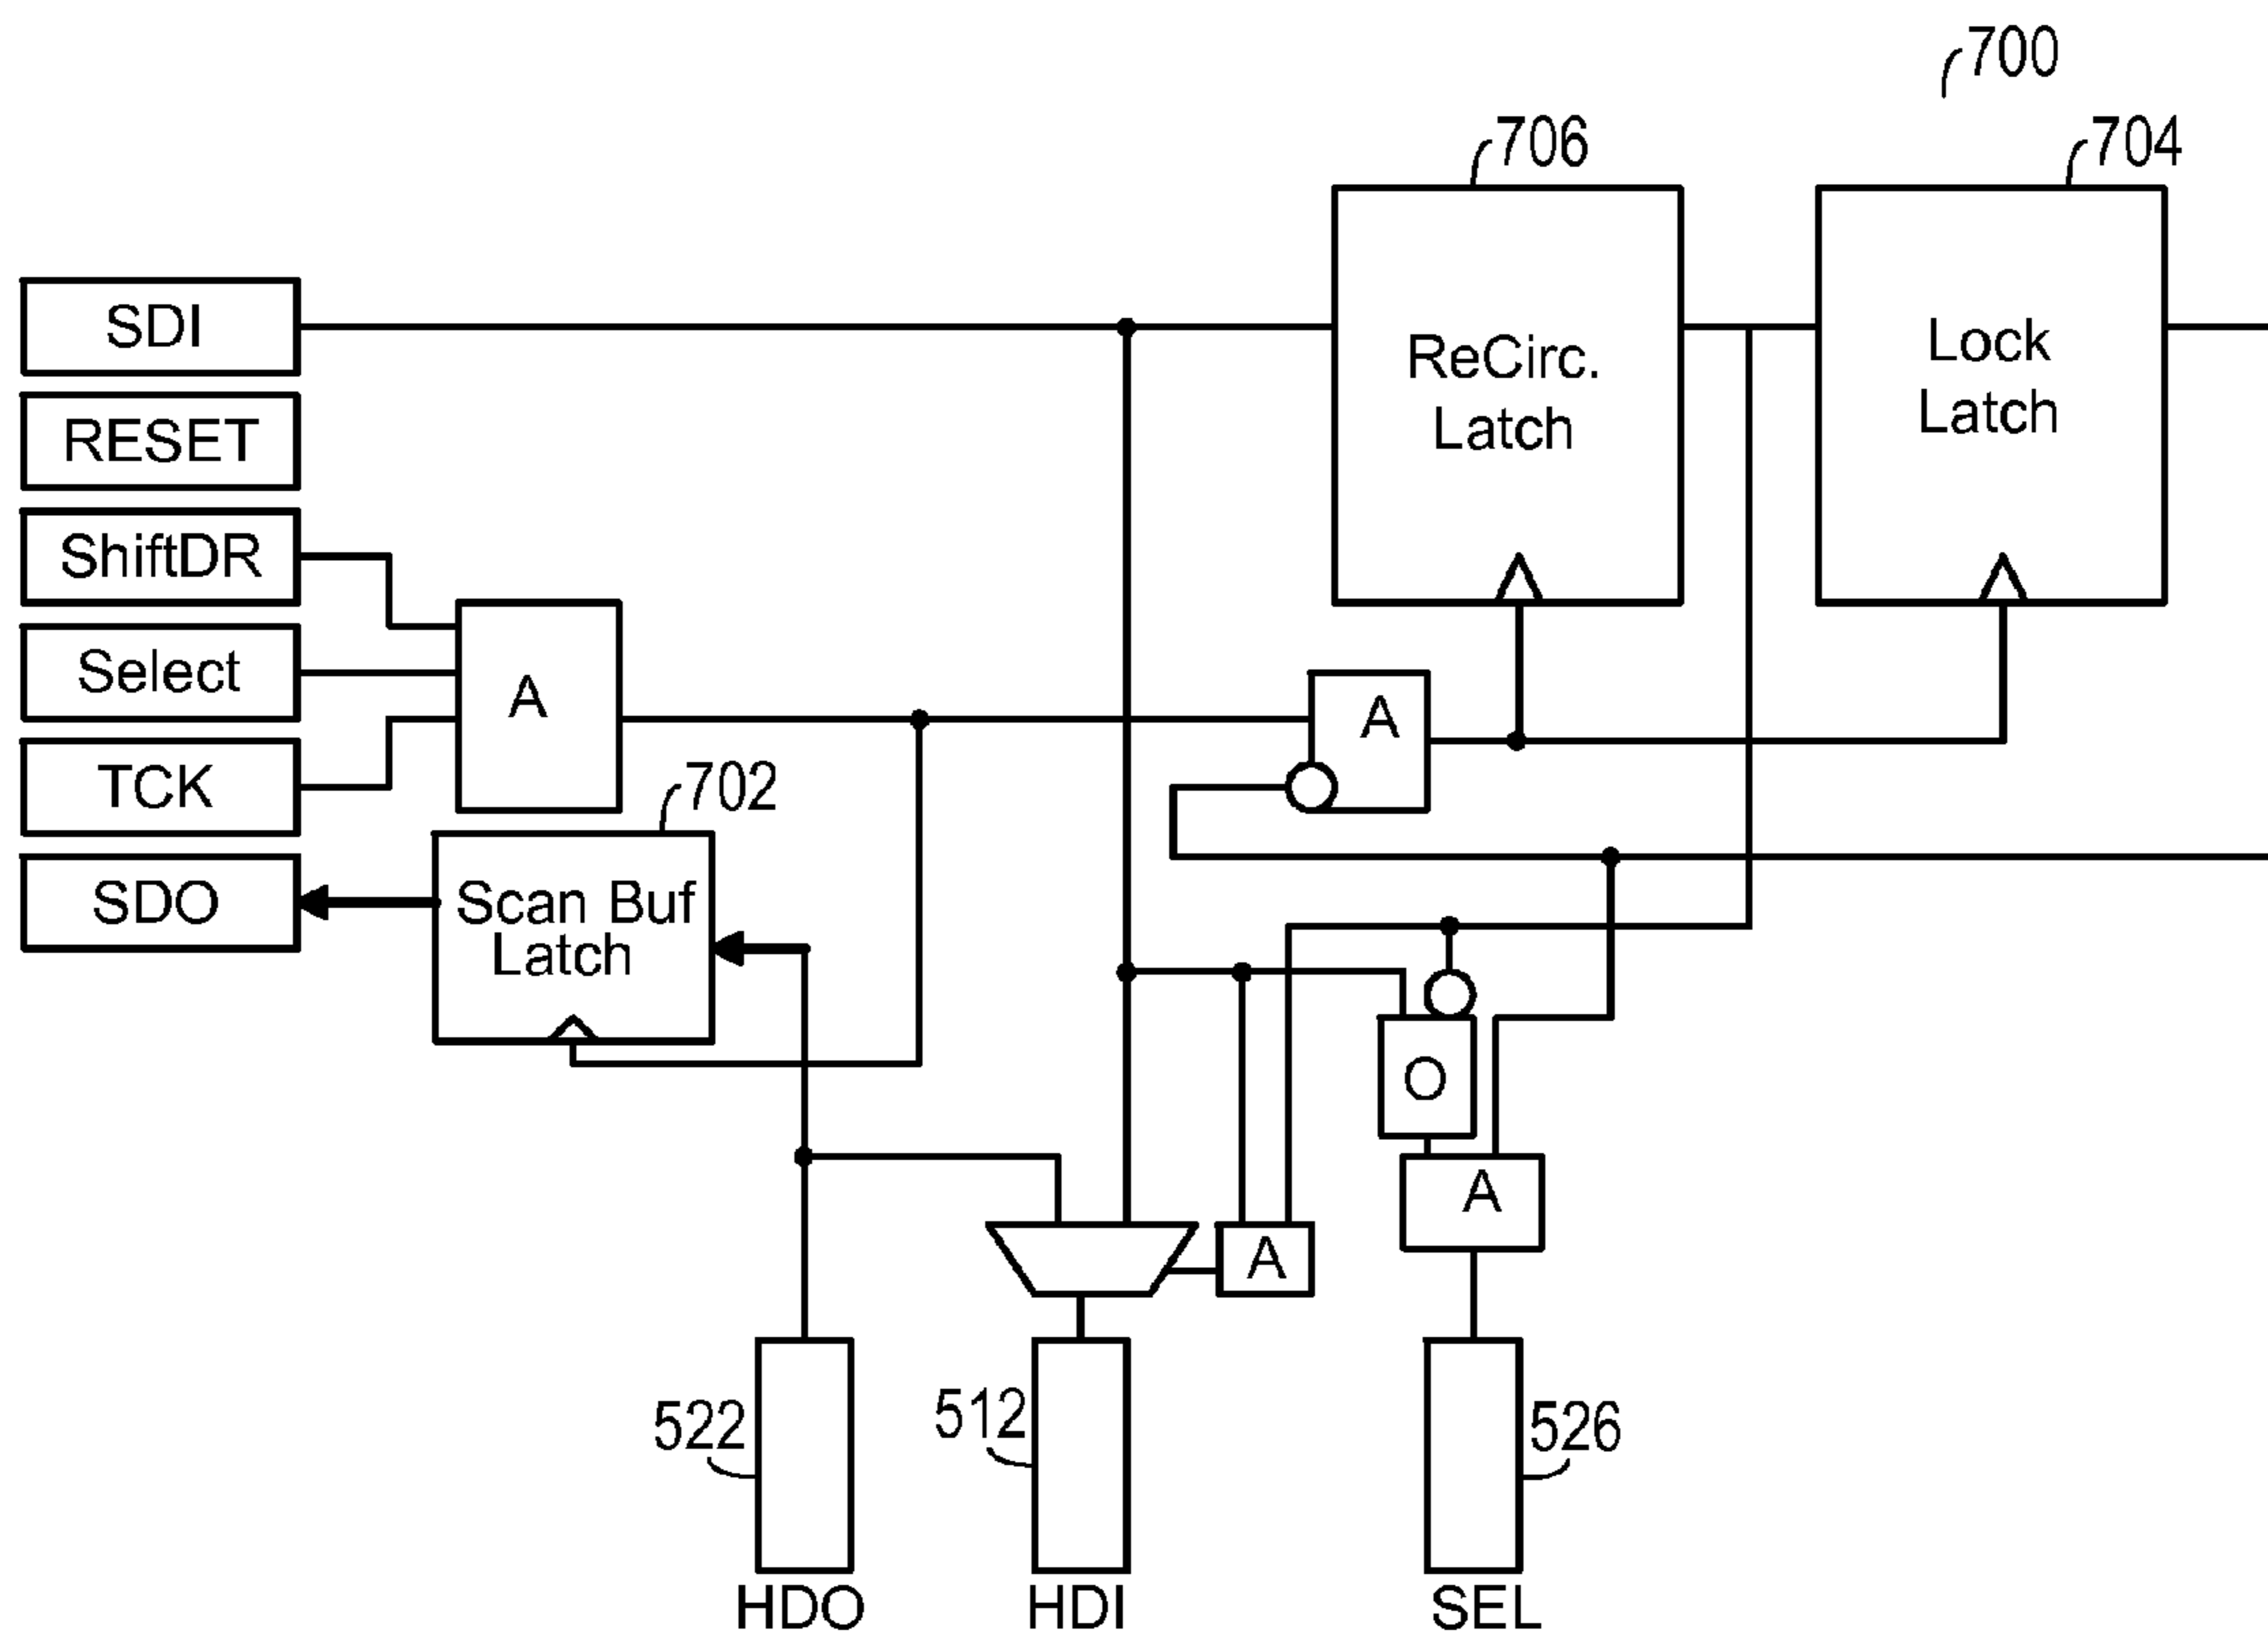 700
706
704
SDI
ReCirc.
Latch
Lock
Latch
RESET
ShiftDR
Select
A
A
TCK
702
SDO
Scan Buf
Latch
O
A
A
522
512
526
HDO
HDI
SEL